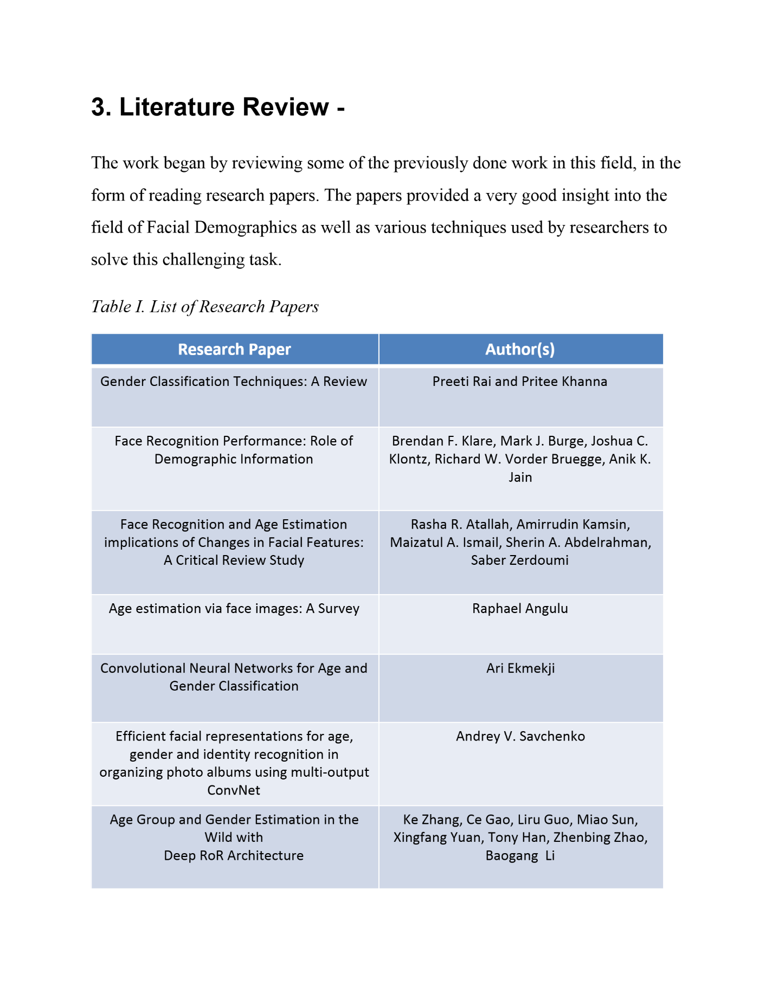 3. Literature Review -
The work began by reviewing some of the previously done work in this field, in the
form of reading research papers. The papers provided a very good insight into the
field of Facial Demographics as well as various techniques used by researchers to
solve this challenging task.
Table I. List of Research Papers
Research Paper
Author(s)
Gender Classification Techniques: A Review
Preeti Rai and Pritee Khanna
Face Recognition Performance: Role of
Demographic Information
Brendan F. Klare, Mark J. Burge, Joshua C.
Klontz, Richard W. Vorder Bruegge, Anik K.
Jain
Face Recognition and Age Estimation
implications of Changes in Facial Features:
A Critical Review Study
Rasha R. Atallah, Amirrudin Kamsin,
Maizatul A. Ismail, Sherin A. Abdelrahman,
Saber Zerdoumi
Age estimation via face images: A Survey
Raphael Angulu
Convolutional Neural Networks for Age and
Gender Classification
Ari Ekmekji
Efficient facial representations for age,
gender and identity recognition in
organizing photo albums using multi-output
ConvNet
Andrey V. Savchenko
Age Group and Gender Estimation in the
Wild with
Deep RoR Architecture
Ke Zhang, Ce Gao, Liru Guo, Miao Sun,
Xingfang Yuan, Tony Han, Zhenbing Zhao,
Baogang  Li